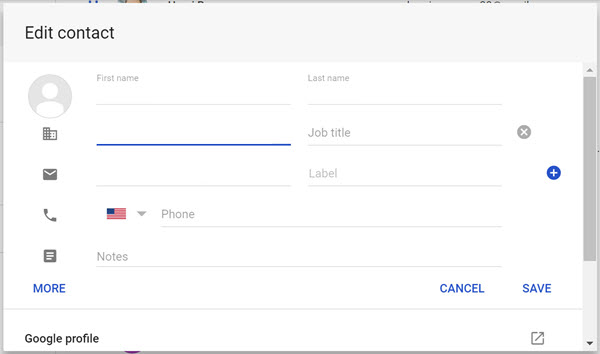 Edit contact
First name
Last name
Job title
Label
Phone
Notes
MORE
CANCEL
SAVE
Google profile